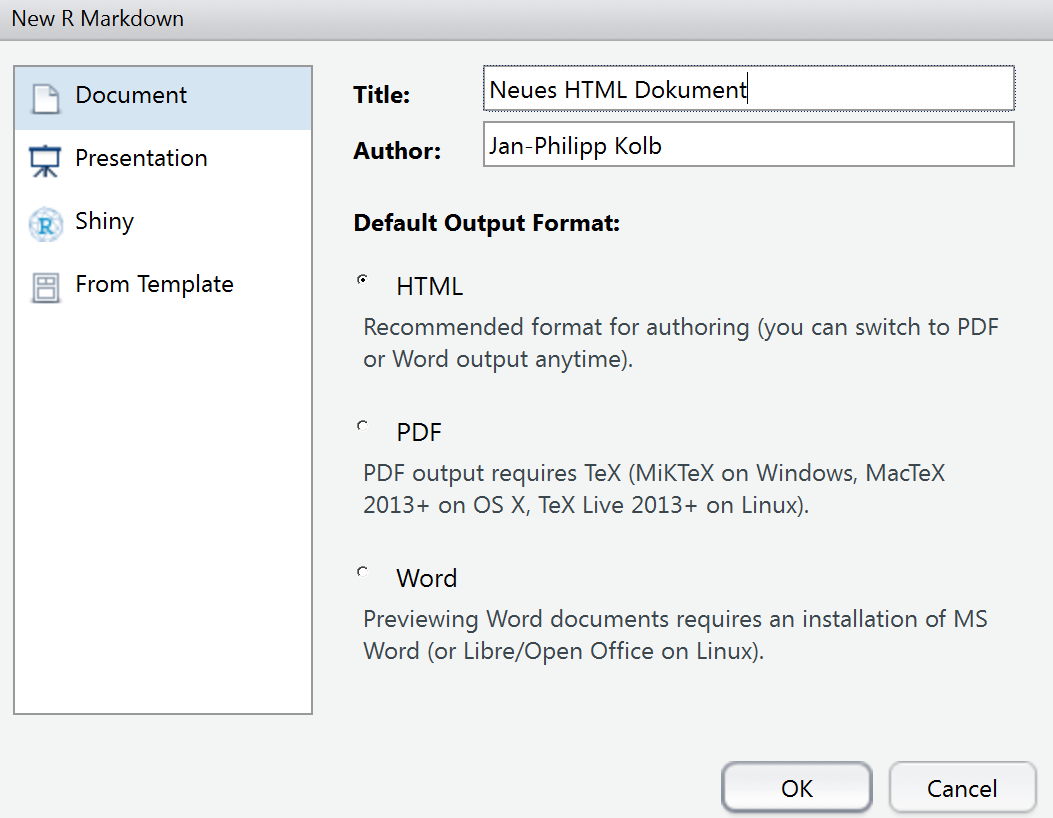 New R Markdown
Document
Presentation
Shiny
From Template
Title:
Neues HTML Dokument
Author:
Jan-Philipp Kolb
Default Output Format:
HTML
Recommended format for authoring (you can switch to PDF
or Word output anytime).
PDF
PDF output requires TeX (MiKTeX on Windows, MacTeX
2013+ on OS X, TeX Live 2013+ on Linux).
Word
Previewing Word documents requires an installation of MS
Word (or Libre/Open Office on Linux).
OK
Cancel